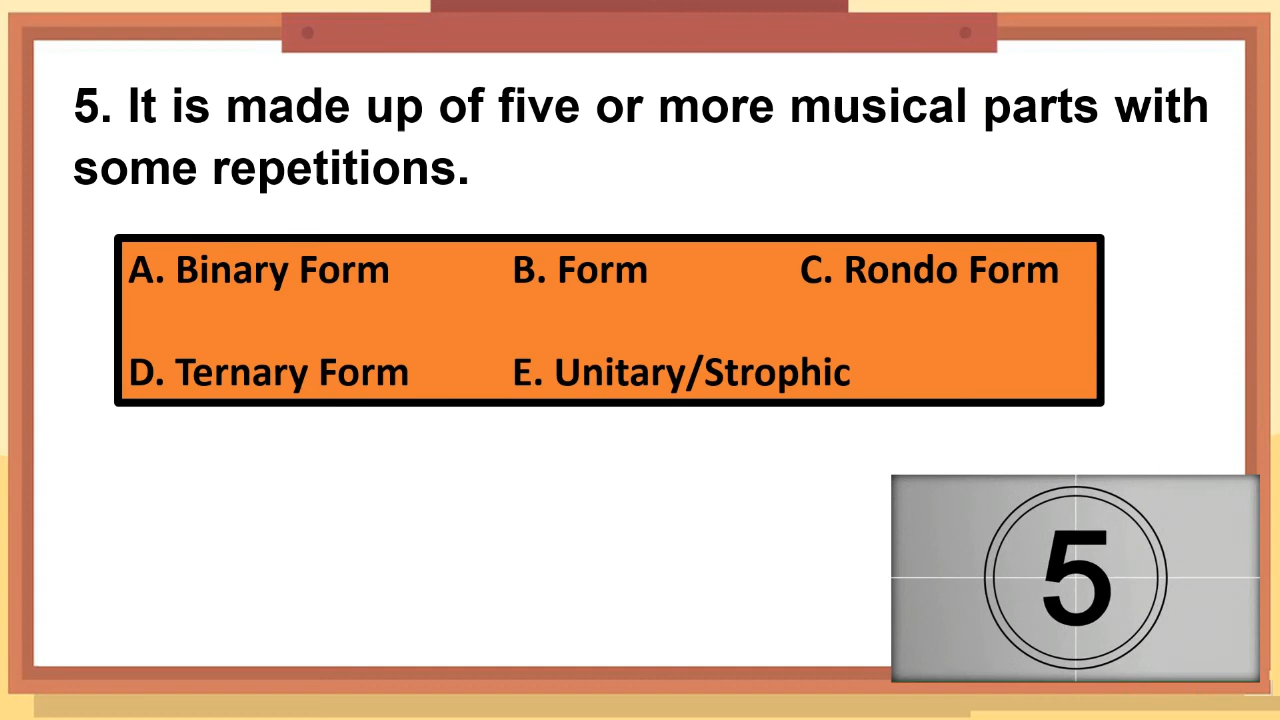 5. It is made up of five or more musical parts with
some repetitions.
A. Binary Form B. Form C. Rondo Form
D. Ternary Form E. Unitary/Strophic
5